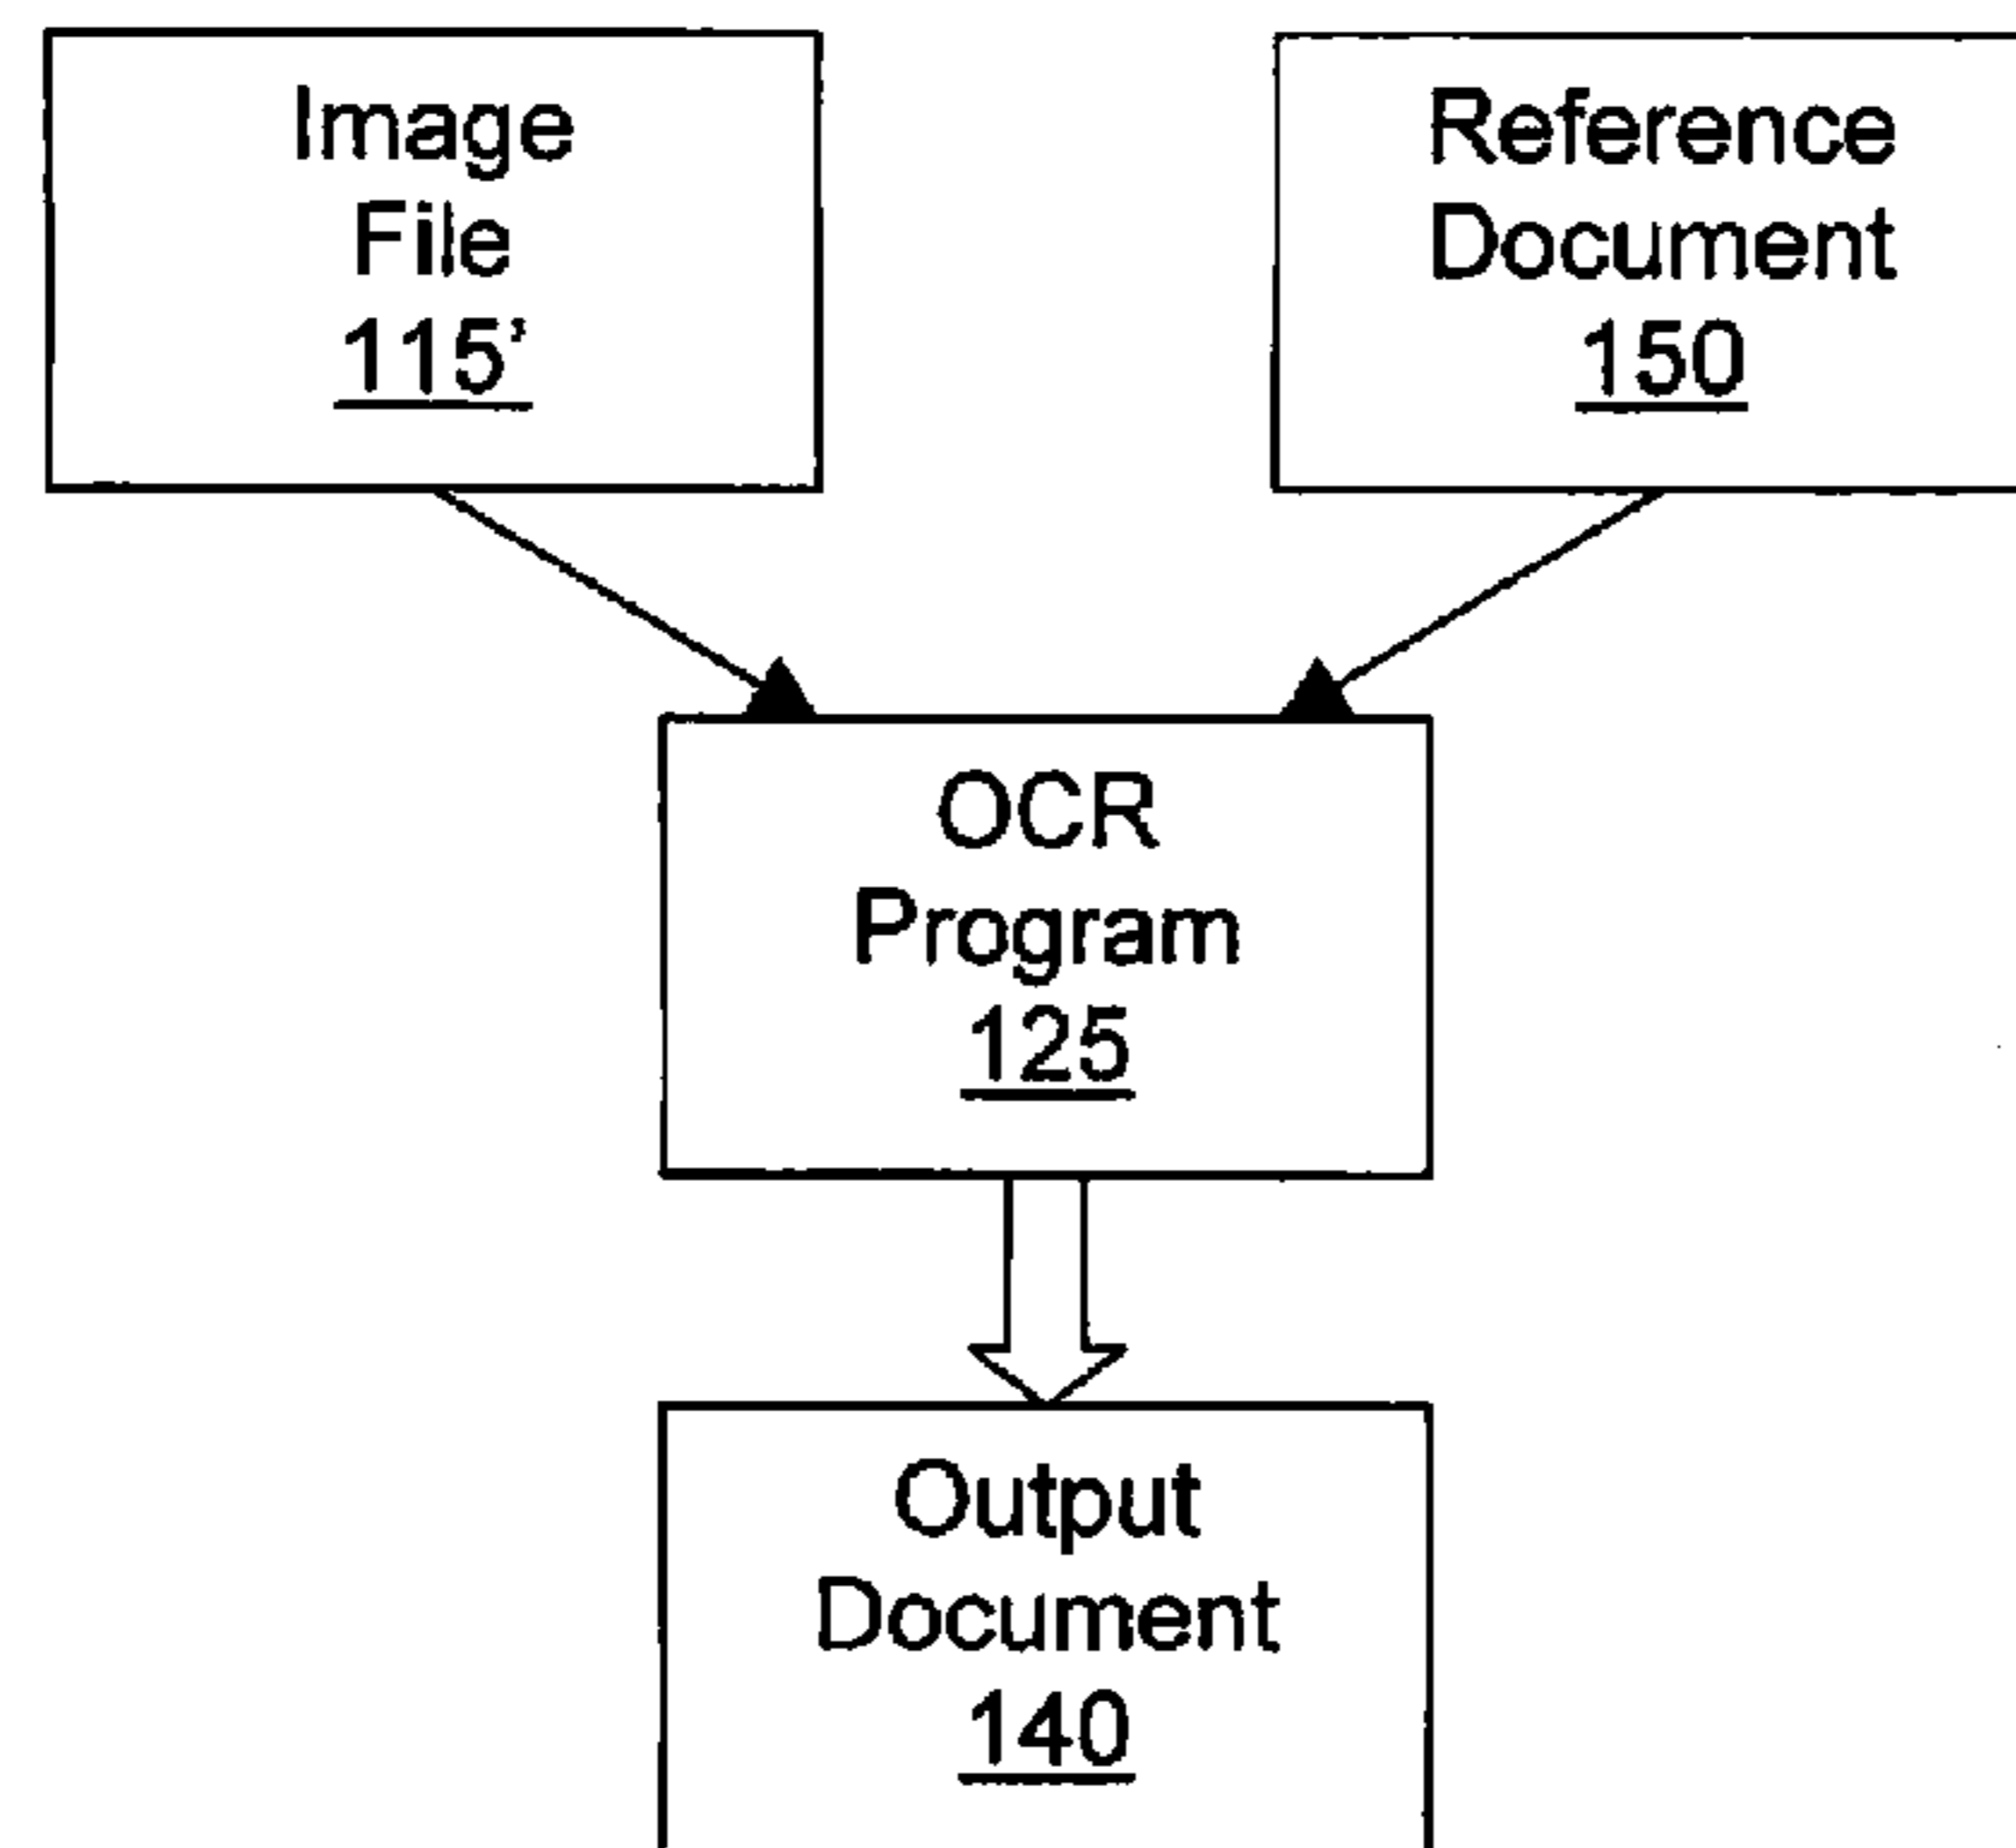 Image
File
115’
Reference
Document
150
OCR
Program
125
Output
Document
140